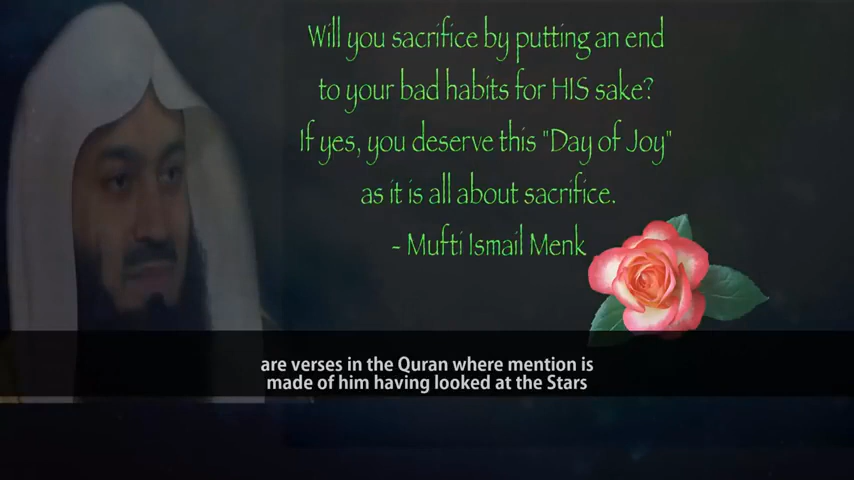 Will you sacrifice by putting an end
to your bad habits for HIS sake?
If yes, you deserve this "Day of Joy"
as it is all about sacrifice.
- Mufti Ismail Menk
are verses in the Quran where mention is
made of him having looked at the Stars